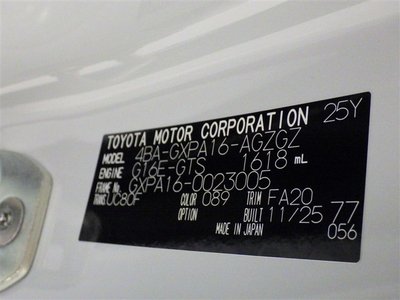 TOYOTA MOTOR CORPORATION 25Y
MODEL 4BA-GXPA16-AGZGZ
ENGINE G16E-GTS 1618 mL
FRAME No. GXPA16-0023005
TRANS. UC80F COLOR 089 TRIM FA20
OPTION BUILT 11/25 77
MADE IN JAPAN 056